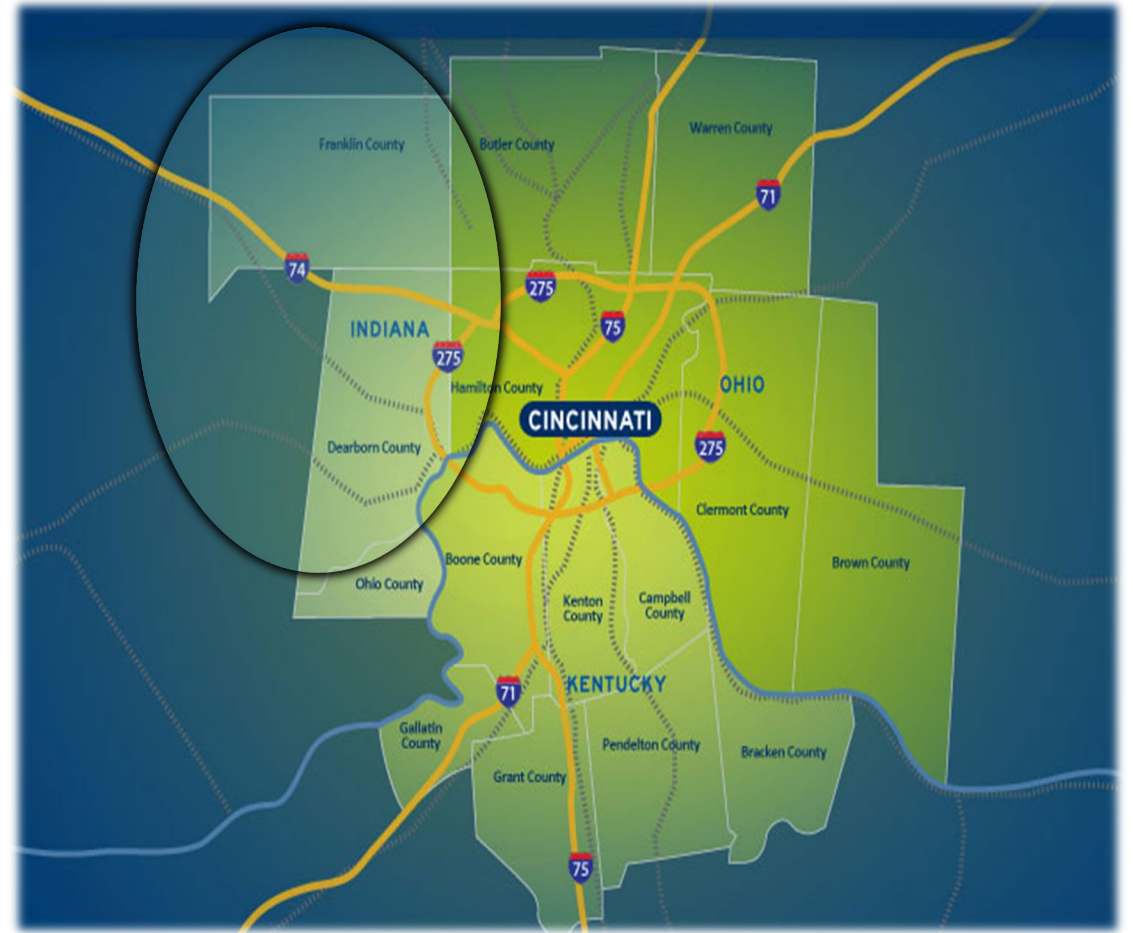 Warren County
Franklin County
Butler County
71
74
275
75
INDIANA
275
OHIO
Hamilton County
CINCINNATI
275
Dearborn County
Clermont County
Boone County
Brown County
Ohio County
Kenton
County
Campbell
County
KENTUCKY
71
Gallatin
County
Pendelton County
Bracken County
Grant County
75